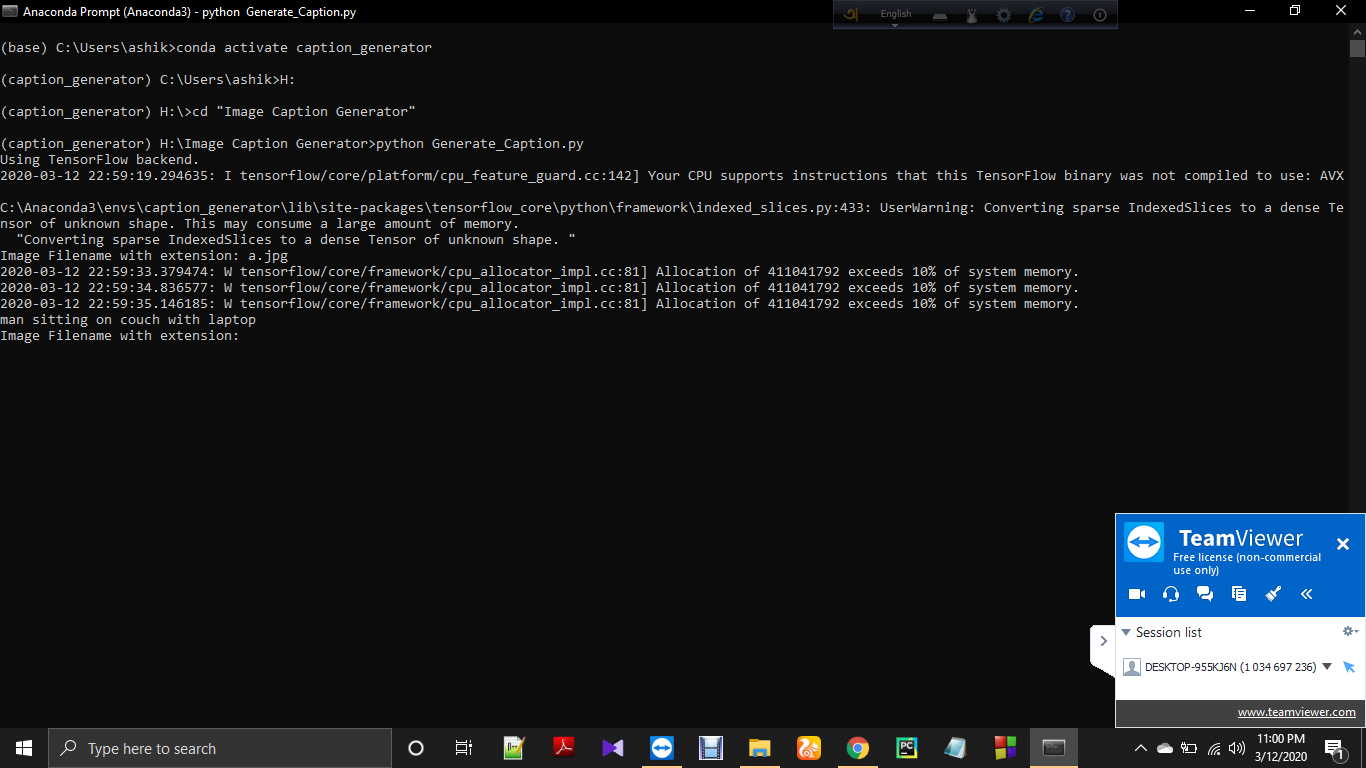 Anaconda Prompt (Anaconda3) - python  Generate_Caption.py
English
(base) C:\Users\ashik>conda activate caption_generator
(caption_generator) C:\Users\ashik>H:
(caption_generator) H:\>cd "Image Caption Generator"
(caption_generator) H:\Image Caption Generator>python Generate_Caption.py
Using TensorFlow backend.
2020-03-12 22:59:19.294635: I tensorflow/core/platform/cpu_feature_guard.cc:142] Your CPU supports instructions that this TensorFlow binary was not compiled to use: AVX
C:\Anaconda3\envs\caption_generator\lib\site-packages\tensorflow_core\python\framework\indexed_slices.py:433: UserWarning: Converting sparse IndexedSlices to a dense Te
nsor of unknown shape. This may consume a large amount of memory.
  "Converting sparse IndexedSlices to a dense Tensor of unknown shape. "
Image Filename with extension: a.jpg
2020-03-12 22:59:33.379474: W tensorflow/core/framework/cpu_allocator_impl.cc:81] Allocation of 411041792 exceeds 10% of system memory.
2020-03-12 22:59:34.836577: W tensorflow/core/framework/cpu_allocator_impl.cc:81] Allocation of 411041792 exceeds 10% of system memory.
2020-03-12 22:59:35.146185: W tensorflow/core/framework/cpu_allocator_impl.cc:81] Allocation of 411041792 exceeds 10% of system memory.
man sitting on couch with laptop
Image Filename with extension:
TeamViewer
Free license (non-commercial
use only)
Session list
DESKTOP-955KJ6N (1 034 697 236)
www.teamviewer.com
Type here to search
PC
11:00 PM
3/12/2020
1